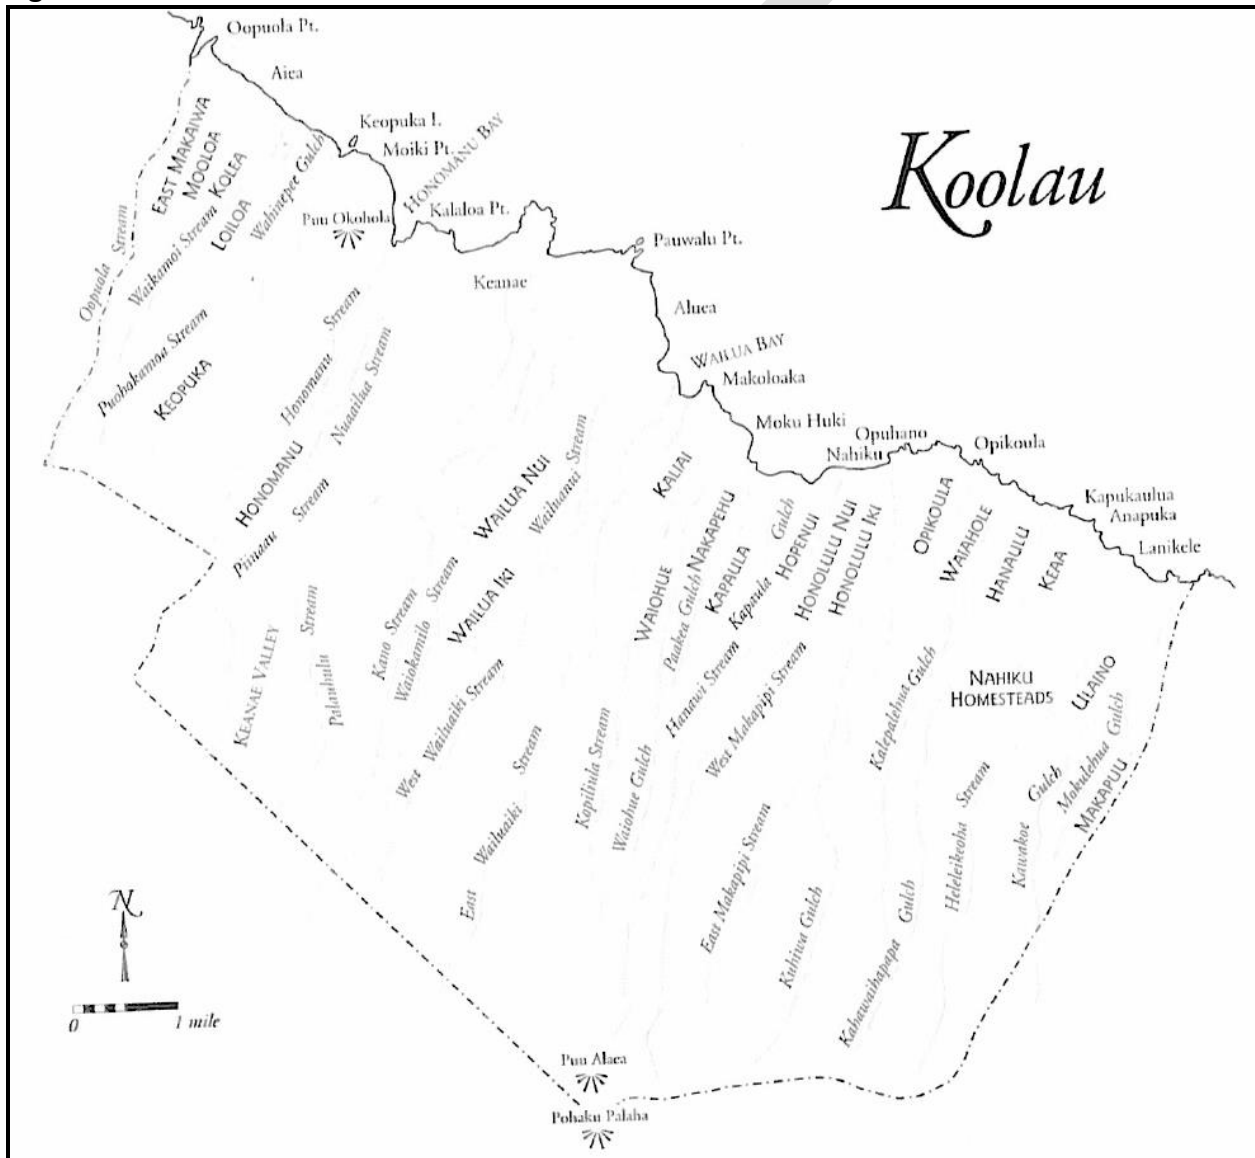 Oopuola Pt.
Aiea
Keopuka I.
Moiki Pt.
HONOMANU BAY
Koolau
EAST MAKAIWA
MOOLOA
KOLEA
LOILOA
Wahinepee Gulch
Puu Okohola
Kalaloa Pt.
Pauwalu Pt.
Oopuola Stream
Waikamoi Stream
Keanae
Aluea
Puohokamoa Stream
KEOPUKA
Honomanu Stream
Nuaailua Stream
WAILUA BAY
Makoloaka
Moku Huki
Opuhano
Nahiku
Opikoula
HONOMANU
Piinaau Stream
WAILUA NUI
Wailuanui Stream
KALIAI
Kapukaulua
Anapuka
Lanikele
KEANAE VALLEY
Palauhulu Stream
Kano Stream
Waiokamilo Stream
WAILUA IKI
WAIOHUE
Paakea Gulch
NAKAPEHU
KAPAULA
Kapaula Gulch
HOPENUI
HONOLULU NUI
HONOLULU IKI
OPIKOULA
WAIAHOLE
HANAULU
KEAA
West Wailuaiki Stream
East Wailuaiki Stream
Kopiliula Stream
Waiohue Gulch
Hanawi Stream
West Makapipi Stream
Kalepalehua Gulch
NAHIKU
HOMESTEADS
ULAINO
Mokulehua Gulch
MAKAPUU
East Makapipi Stream
Kuhiwa Gulch
Kahawaihapapa Gulch
Heleleikeoha Stream
Kawakoe Gulch
N
0 1 mile
Puu Alaea
Pohaku Palaha